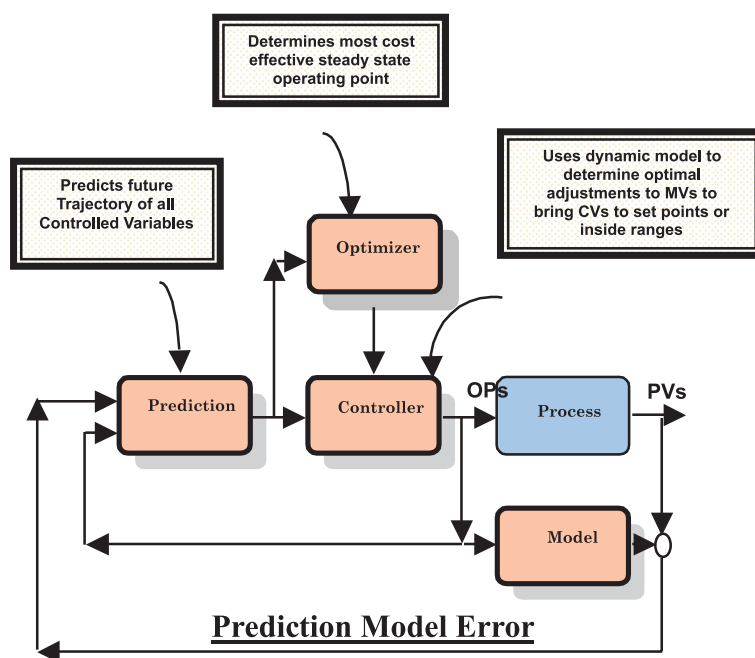 Determines most cost
effective steady state
operating point
Uses dynamic model to
determine optimal
adjustments to MVs to
bring CVs to set points or
inside ranges
Predicts future
Trajectory of all
Controlled Variables
Optimizer
Prediction
Controller
OPs
Process
PVs
Model
Prediction Model Error